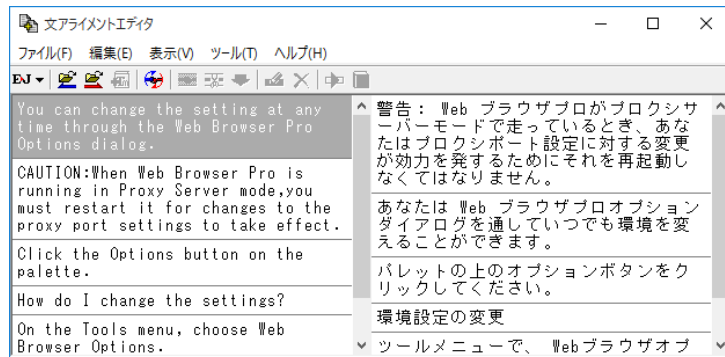 文アライメントエディタ
ファイル(F) 編集(E) 表示(V) ツール(T) ヘルプ(H)
EXJ
You can change the setting at any
time through the Web Browser Pro
Options dialog.
CAUTION:When Web Browser Pro is
running in Proxy Server mode,you
must restart it for changes to the
proxy port settings to take effect.
Click the Options button on the
palette.
How do I change the settings?
On the Tools menu, choose Web
Browser Options.
警告: Web ブラウザプロがプロクシサ
ーバーモードで走っているとき、あな
たはプロクシポート設定に対する変更
が効力を発するためにそれを再起動し
なくてはなりません。
あなたは Web ブラウザプロオプション
ダイアログを通していつでも環境を変
えることができます。
パレットの上のオプションボタンをク
リックしてください。
環境設定の変更
ツールメニューで、 Webブラウザオプ